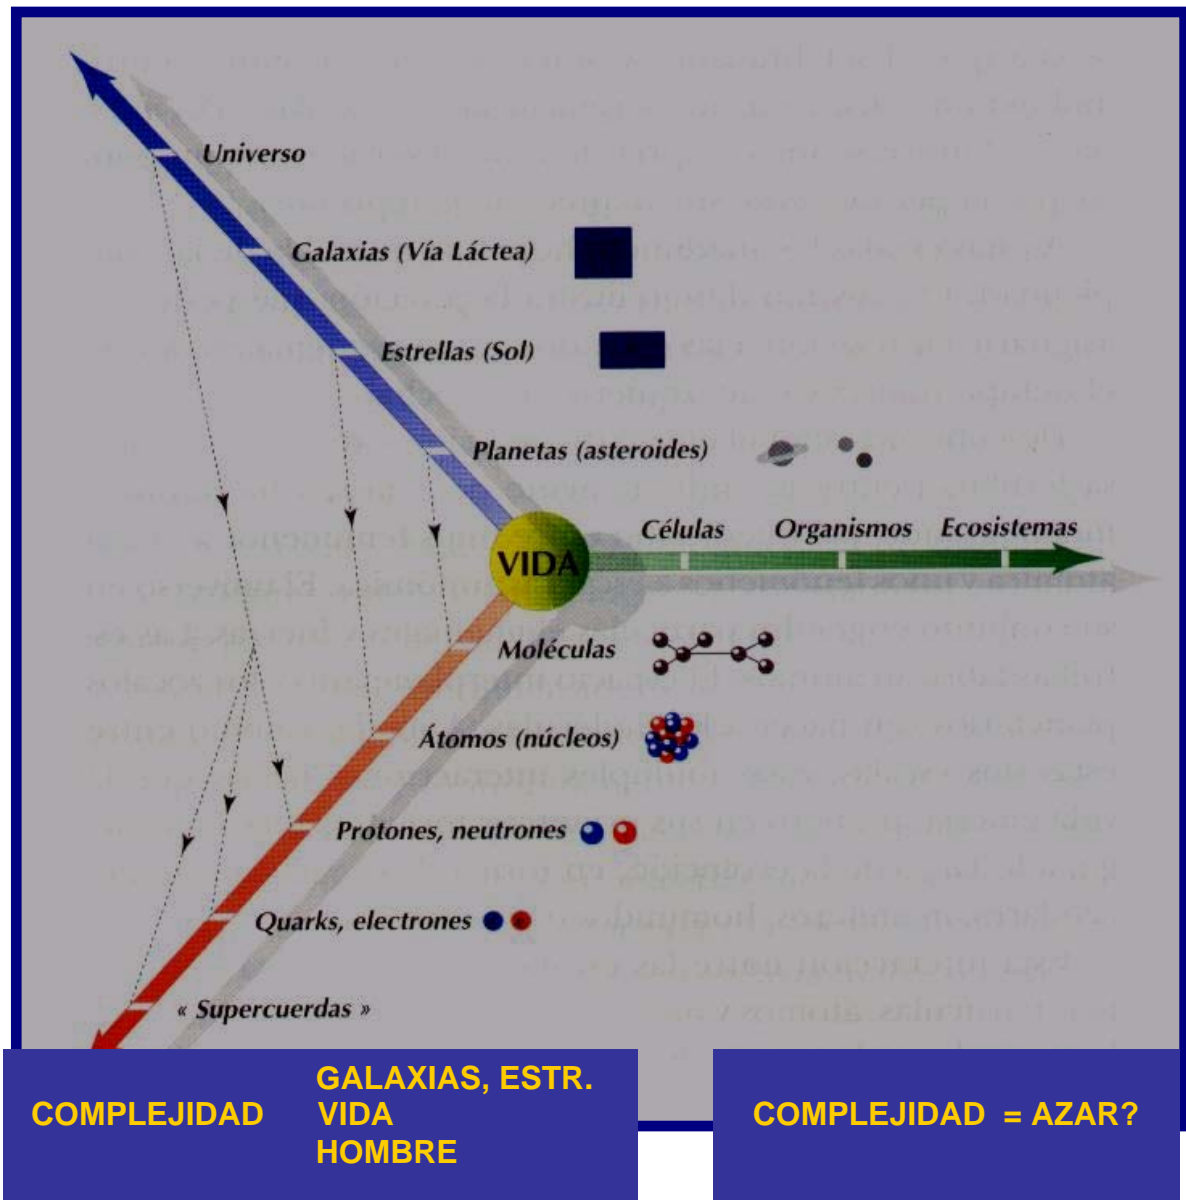 Universo
Galaxias (Vía Láctea)
Estrellas (Sol)
Planetas (asteroides)
Células Organismos Ecosistemas
VIDA
Moléculas
Átomos (núcleos)
Protones, neutrones
Quarks, electrones
« Supercuerdas »
GALAXIAS, ESTR.
COMPLEJIDAD VIDA
HOMBRE
COMPLEJIDAD = AZAR?